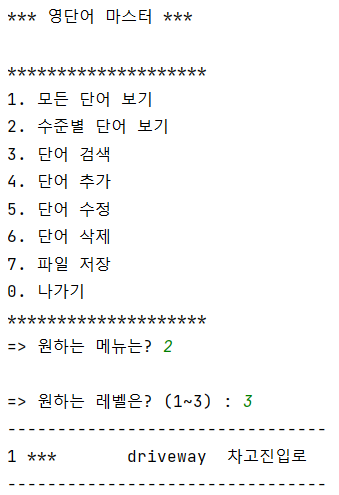 *** 영단어 마스터 ***
********************
1. 모든 단어 보기
2. 수준별 단어 보기
3. 단어 검색
4. 단어 추가
5. 단어 수정
6. 단어 삭제
7. 파일 저장
0. 나가기
********************
=> 원하는 메뉴는? 2
=> 원하는 레벨은? (1~3) : 3
--------------------------------
1 ***       driveway  차고진입로
--------------------------------